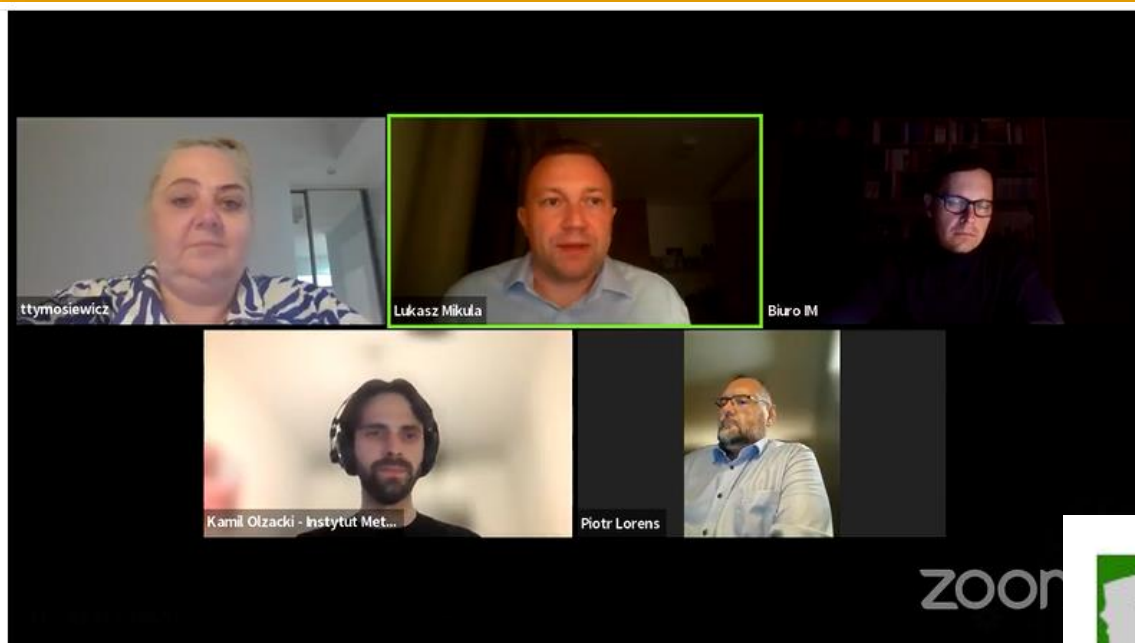 ttymosiewicz
Lukasz Mikula
Biuro IM
Kamil Olzacki - Instytut Met...
Piotr Lorens
zoom